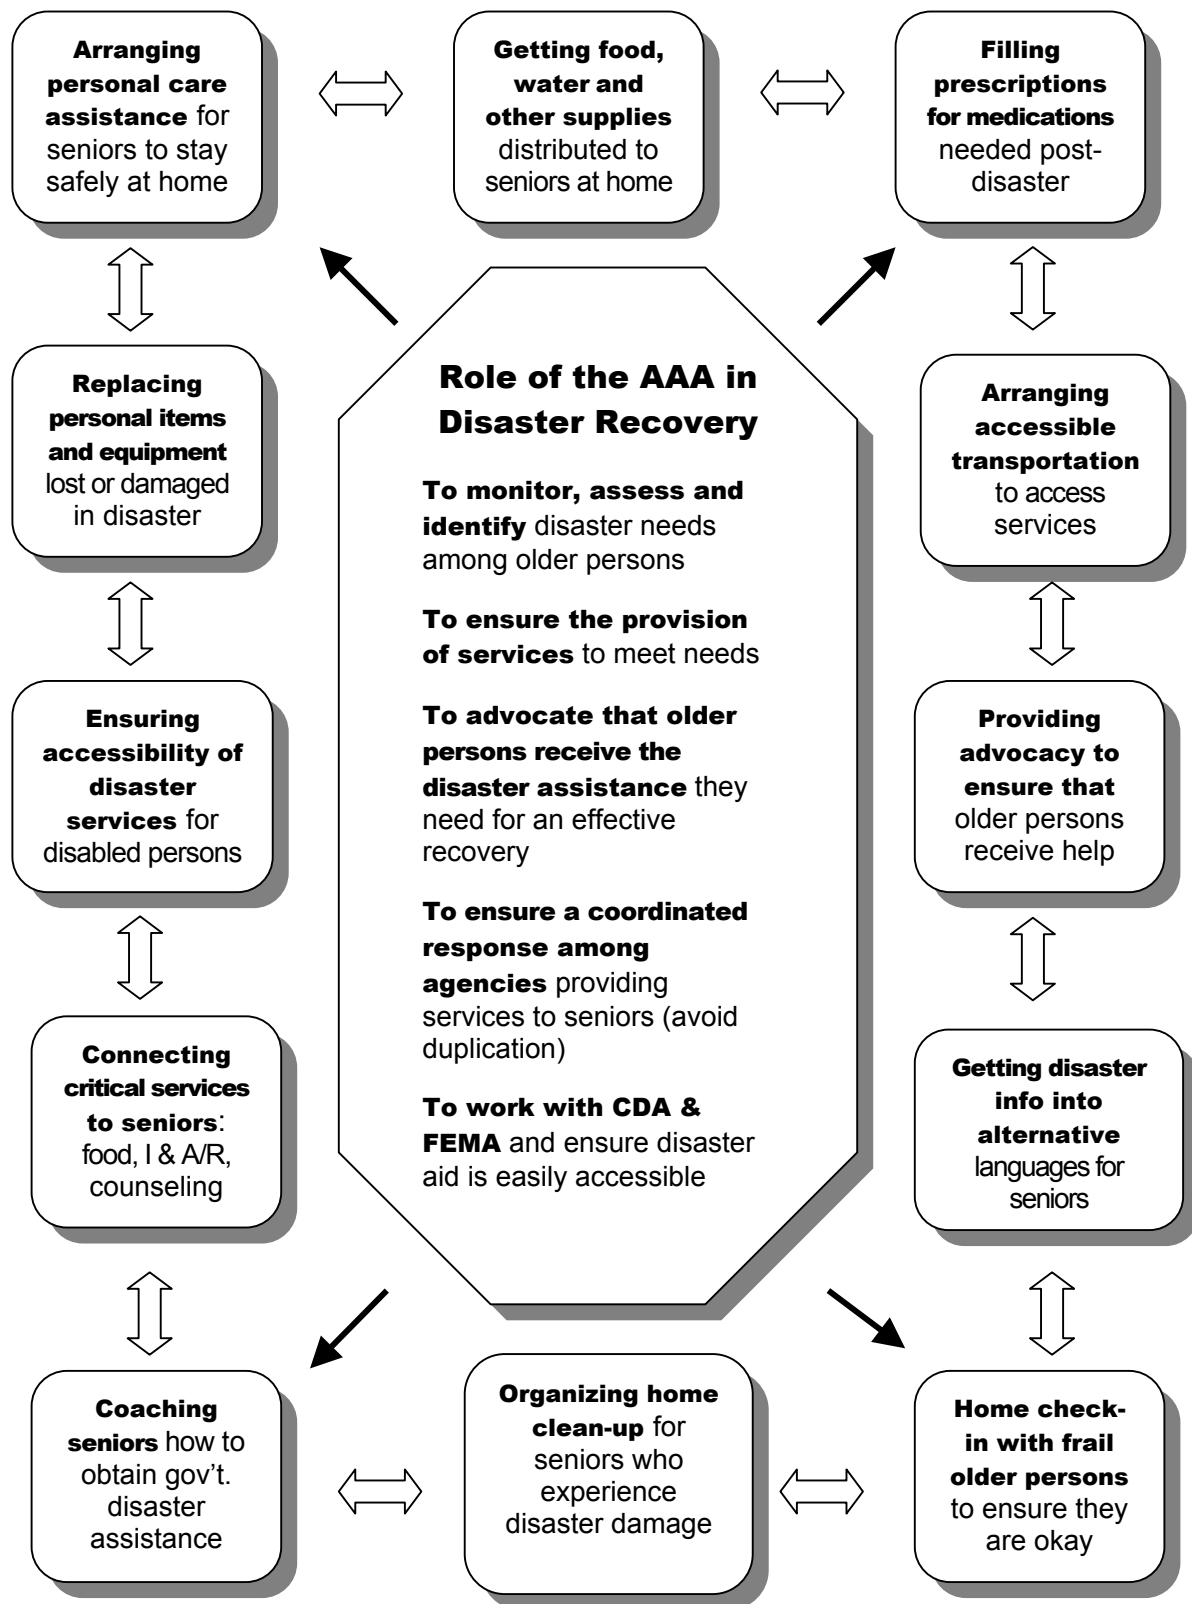 Arranging
personal care
assistance for
seniors to stay
safely at home
Getting food,
water and
other supplies
distributed to
seniors at home
Filling
prescriptions
for medications
needed post-
disaster
Replacing
personal items
and equipment
lost or damaged
in disaster
Role of the AAA in
Disaster Recovery
To monitor, assess and
identify disaster needs
among older persons
To ensure the provision
of services to meet needs
To advocate that older
persons receive the
disaster assistance they
need for an effective
recovery
To ensure a coordinated
response among
agencies providing
services to seniors (avoid
duplication)
To work with CDA &
FEMA and ensure disaster
aid is easily accessible
Arranging
accessible
transportation
to access
services
Ensuring
accessibility of
disaster
services for
disabled persons
Providing
advocacy to
ensure that
older persons
receive help
Connecting
critical services
to seniors:
food, I & A/R,
counseling
Getting disaster
info into
alternative
languages for
seniors
Coaching
seniors how to
obtain gov’t.
disaster
assistance
Organizing home
clean-up for
seniors who
experience
disaster damage
Home check-
in with frail
older persons
to ensure they
are okay